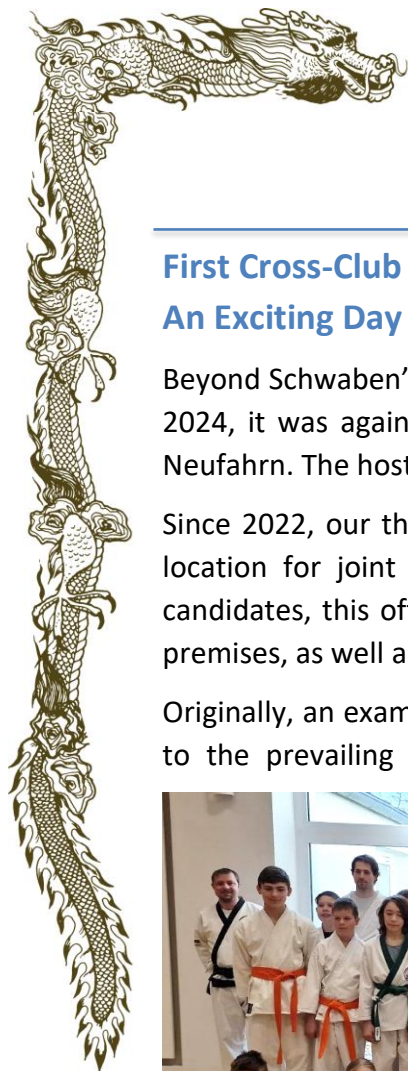 First Cross-Club
An Exciting Day
Beyond Schwaben’
2024, it was again
Neufahrn. The host
Since 2022, our th
location for joint
candidates, this of
premises, as well a
Originally, an exam
to the prevailing